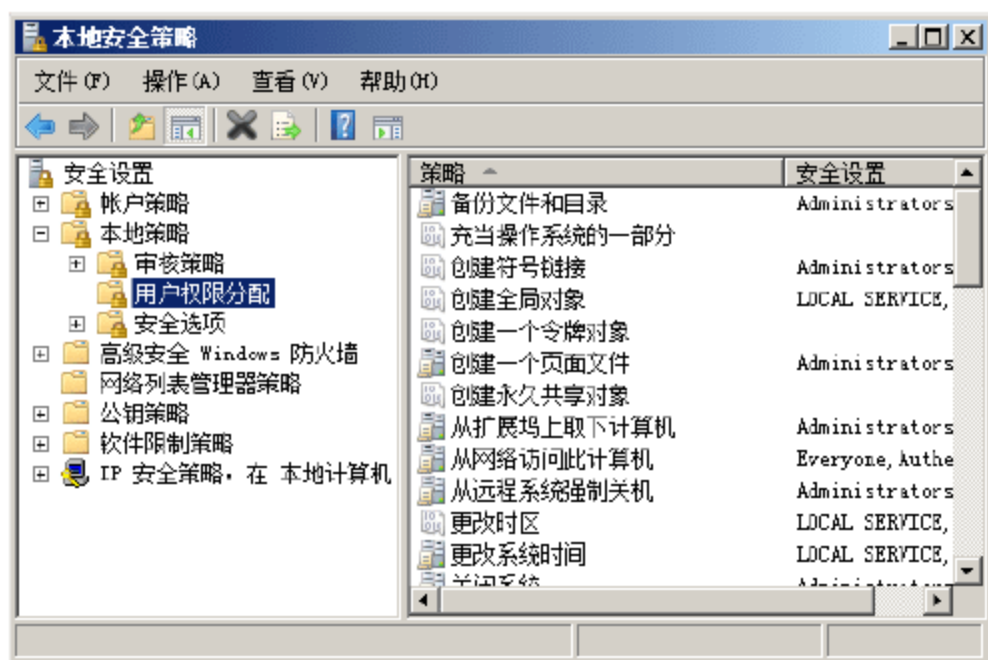 本地安全策略
文件(F) 操作(A) 查看(V) 帮助(H)
安全设置
帐户策略
本地策略
审核策略
用户权限分配
安全选项
高级安全 Windows 防火墙
网络列表管理器策略
公钥策略
软件限制策略
IP 安全策略，在 本地计算机
策略 安全设置
备份文件和目录 Administrators
充当操作系统的一部分
创建符号链接 Administrators
创建全局对象 LOCAL SERVICE,
创建一个令牌对象
创建一个页面文件 Administrators
创建永久共享对象
从扩展坞上取下计算机 Administrators
从网络访问此计算机 Everyone, Authe
从远程系统强制关机 Administrators
更改时区 LOCAL SERVICE,
更改系统时间 LOCAL SERVICE,
关闭系统 Administrators